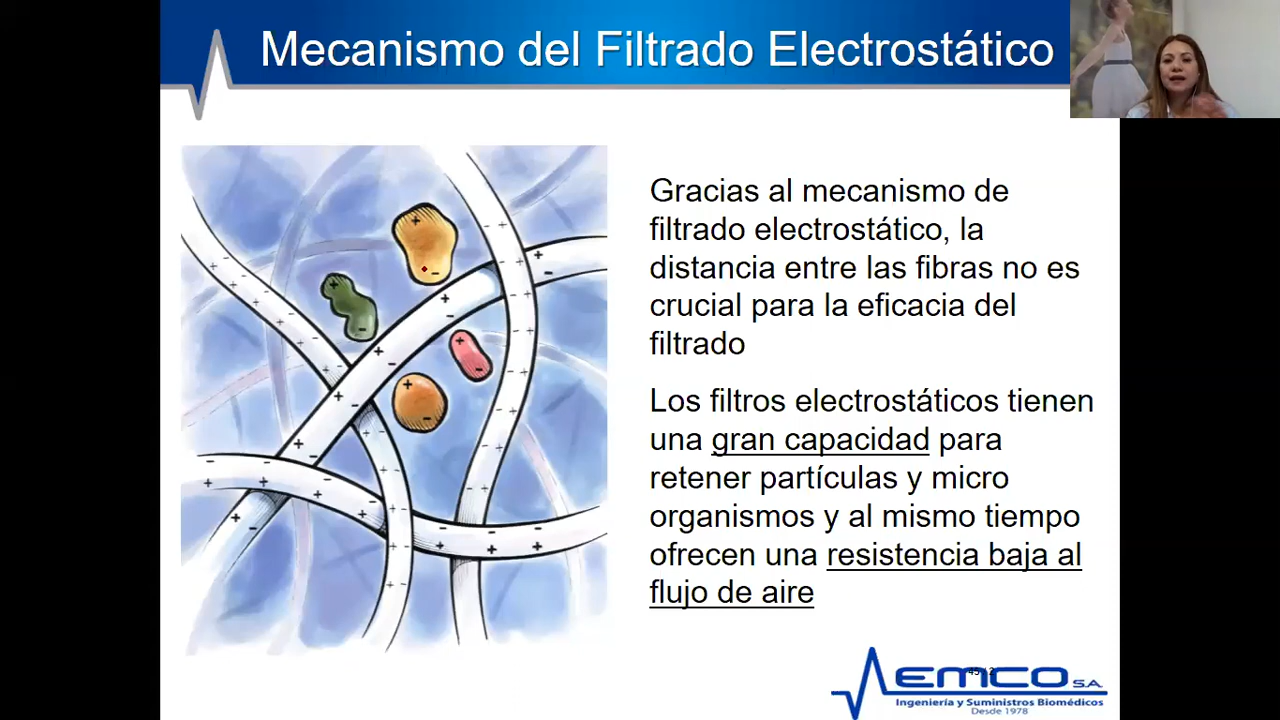 Mecanismo del Filtrado Electrostático
Gracias al mecanismo de
filtrado electrostático, la
distancia entre las fibras no es
crucial para la eficacia del
filtrado
Los filtros electrostáticos tienen
una gran capacidad para
retener partículas y micro
organismos y al mismo tiempo
ofrecen una resistencia baja al
flujo de aire
EMCO S.A.
Ingeniería y Suministros Biomédicos
Desde 1978